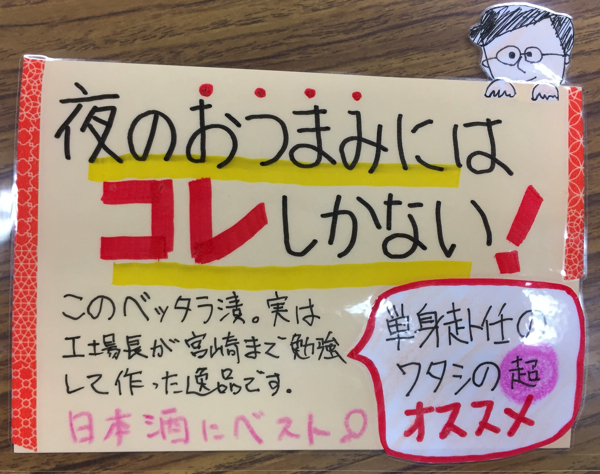 夜のおつまみには
コレしかない!
このベッタラ漬。実は
工場長が宮崎まで勉強
して作った逸品です.
日本酒にベスト
単身赴任の
ワタシの超
オススメ